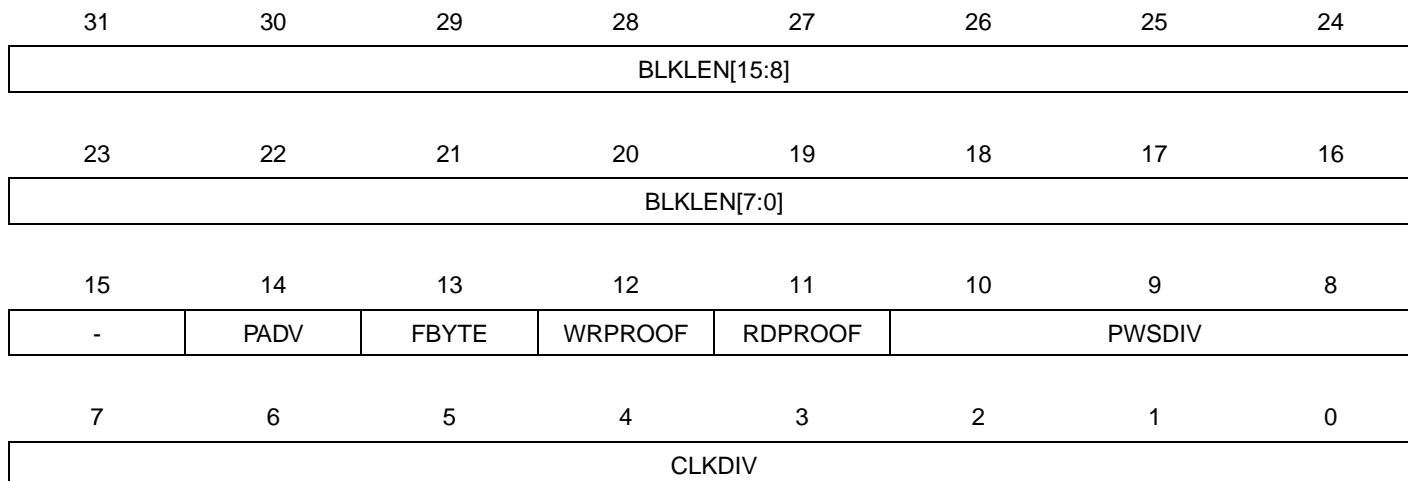 31 30 29 28 27 26 25 24
BLKLEN[15:8]
23 22 21 20 19 18 17 16
BLKLEN[7:0]
15 14 13 12 11 10 9 8
- PADV FBYTE WRPROOF RDPROOF PWSDIV
7 6 5 4 3 2 1 0
CLKDIV